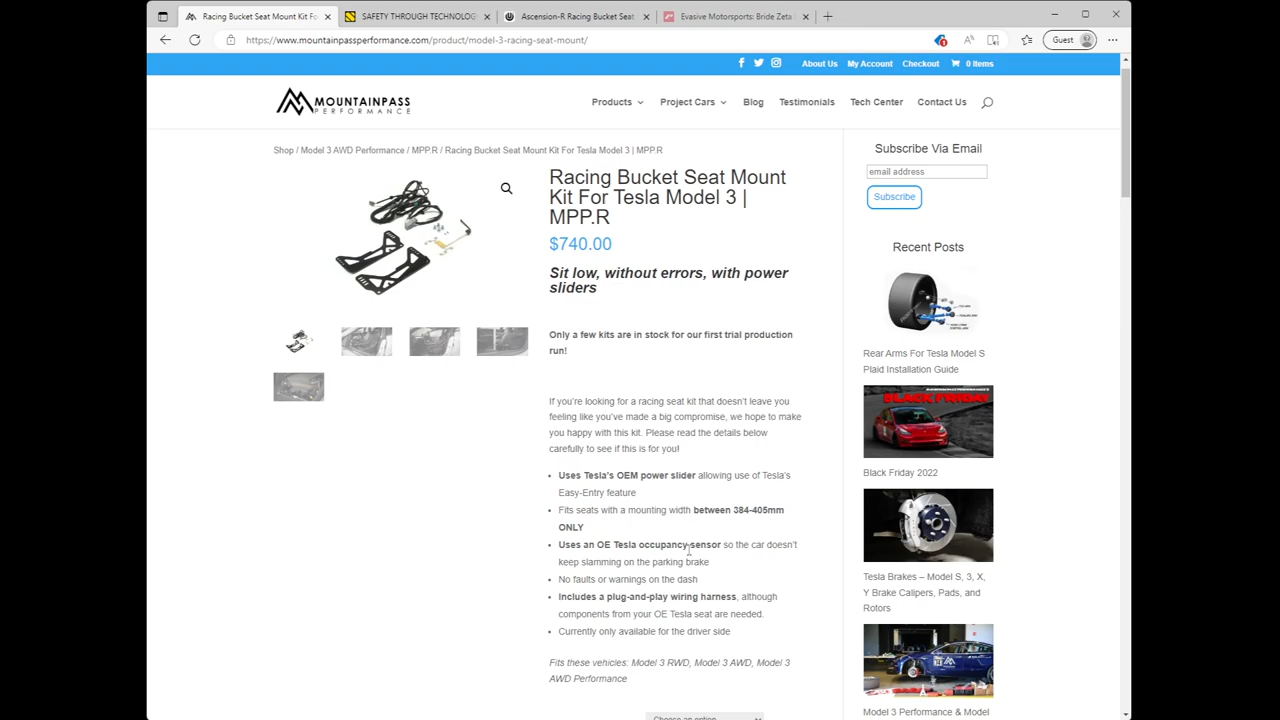 Racing Bucket Seat Mount Kit Fo
SAFETY THROUGH TECHNOLOG
Ascension-R Racing Bucket Seat
Evasive Motorsports: Bride Zeta
https://www.mountainpassperformance.com/product/model-3-racing-seat-mount/
1
Guest
About Us
My Account
Checkout
0 Items
MOUNTAINPASS
PERFORMANCE
Products
Project Cars
Blog
Testimonials
Tech Center
Contact Us
Shop / Model 3 AWD Performance / MPP.R / Racing Bucket Seat Mount Kit For Tesla Model 3 | MPP.R
Racing Bucket Seat Mount
Kit For Tesla Model 3 |
MPP.R
$740.00
Sit low, without errors, with power
sliders
Only a few kits are in stock for our first trial production
run!
If you're looking for a racing seat kit that doesn't leave you
feeling like you've made a big compromise, we hope to make
you happy with this kit. Please read the details below
carefully to see if this is for you!
Uses Tesla's OEM power slider allowing use of Tesla's
Easy-Entry feature
Fits seats with a mounting width between 384-405mm
ONLY
Uses an OE Tesla occupancy sensor so the car doesn't
keep slamming on the parking brake
No faults or warnings on the dash
Includes a plug-and-play wiring harness, although
components from your OE Tesla seat are needed.
Currently only available for the driver side
Fits these vehicles: Model 3 RWD, Model 3 AWD, Model 3
AWD Performance
Choose an option
Subscribe Via Email
email address
Subscribe
Recent Posts
Rear Arms For Tesla Model S
Plaid Installation Guide
BLACK FRIDAY
Black Friday 2022
Tesla Brakes – Model S, 3, X,
Y Brake Calipers, Pads, and
Rotors
Model 3 Performance & Model